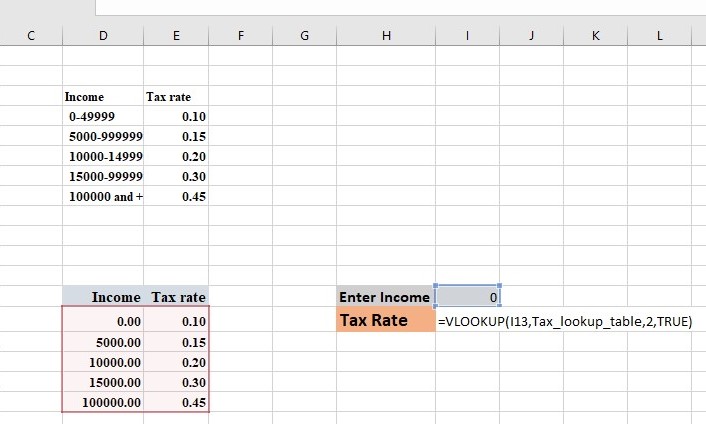 C D E F G H I J K L
Income Tax rate
0-49999 0.10
5000-999999 0.15
10000-14999 0.20
15000-99999 0.30
100000 and + 0.45
Income Tax rate Enter Income 0
0.00 0.10 Tax Rate =VLOOKUP(I13,Tax_lookup_table,2,TRUE)
5000.00 0.15
10000.00 0.20
15000.00 0.30
100000.00 0.45